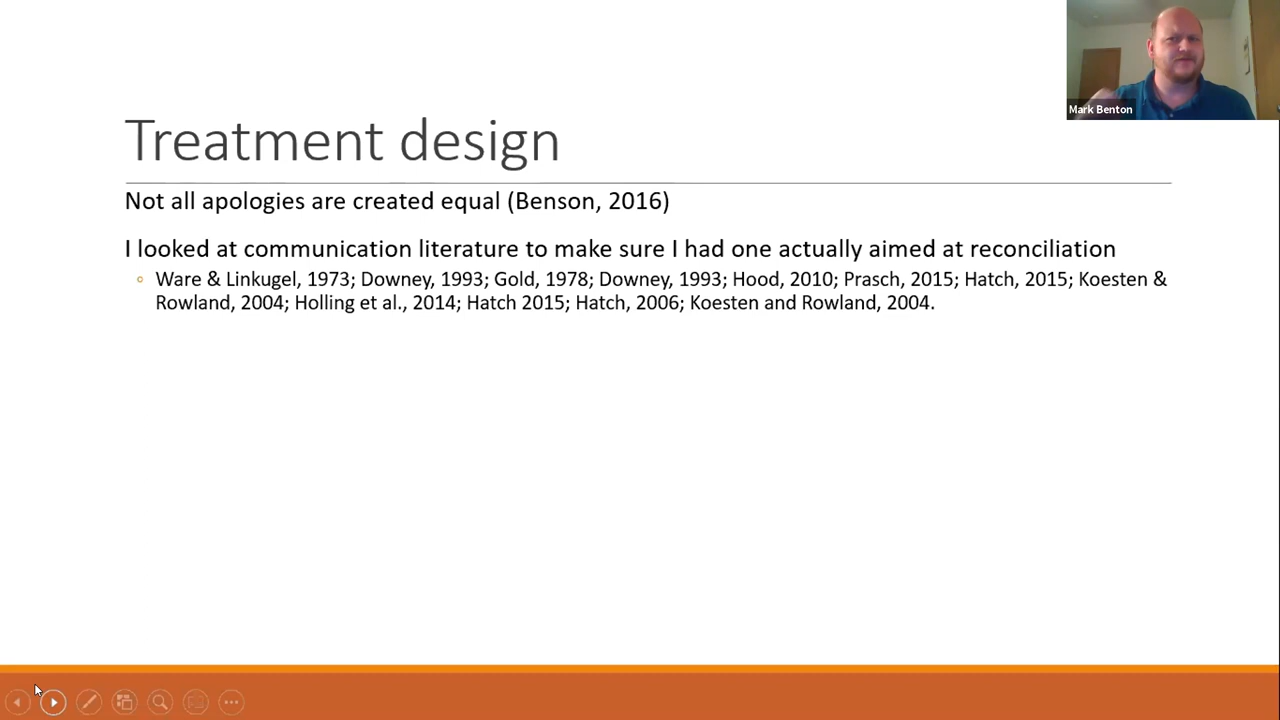 Mark Benton
Treatment design
Not all apologies are created equal (Benson, 2016)
I looked at communication literature to make sure I had one actually aimed at reconciliation
Ware & Linkugel, 1973; Downey, 1993; Gold, 1978; Downey, 1993; Hood, 2010; Prasch, 2015; Hatch, 2015; Koesten &
Rowland, 2004; Holling et al., 2014; Hatch 2015; Hatch, 2006; Koesten and Rowland, 2004.